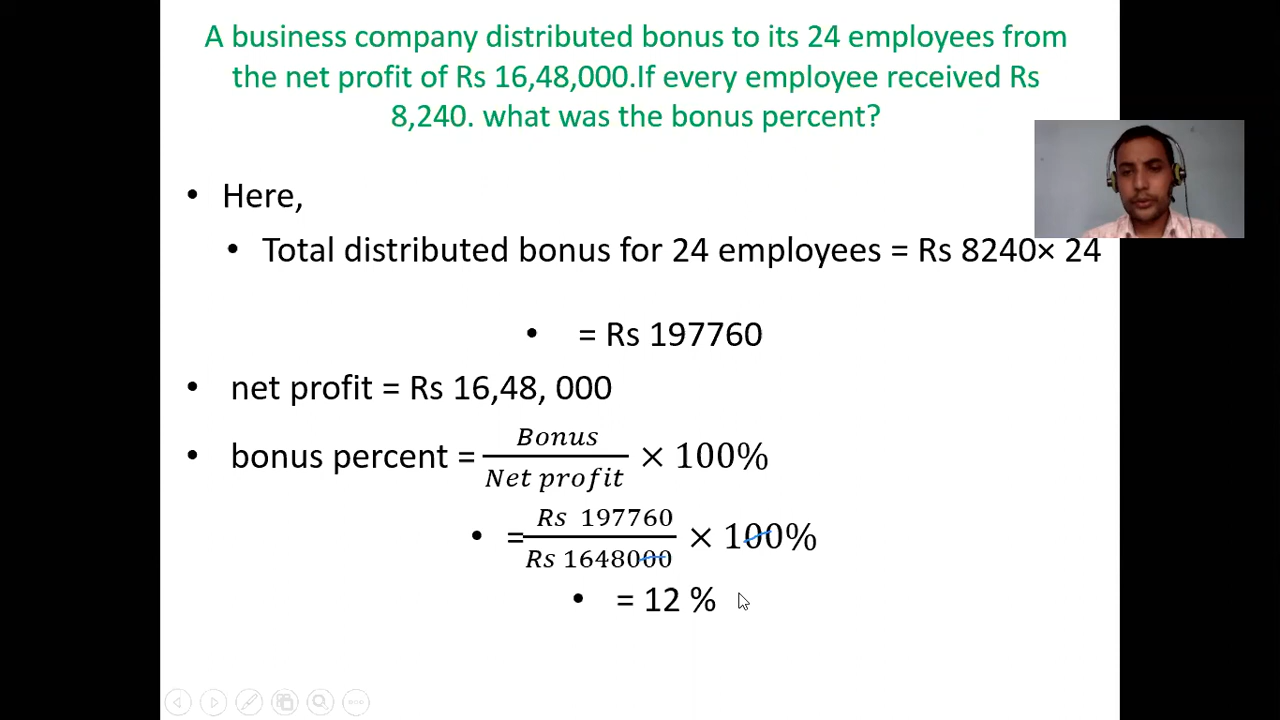 A business company distributed bonus to its 24 employees from
the net profit of Rs 16,48,000.If every employee received Rs
8,240. what was the bonus percent?
• Here,
• Total distributed bonus for 24 employees = Rs 8240× 24
• = Rs 197760
• net profit = Rs 16,48, 000
• bonus percent = Bonus/Net profit × 100%
• = Rs 197760/Rs 1648000 × 100%
• = 12 %